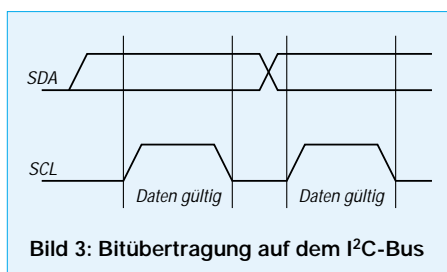 SDA
SCL
Daten gültig Daten gültig
Bild 3: Bitübertragung auf dem I²C-Bus